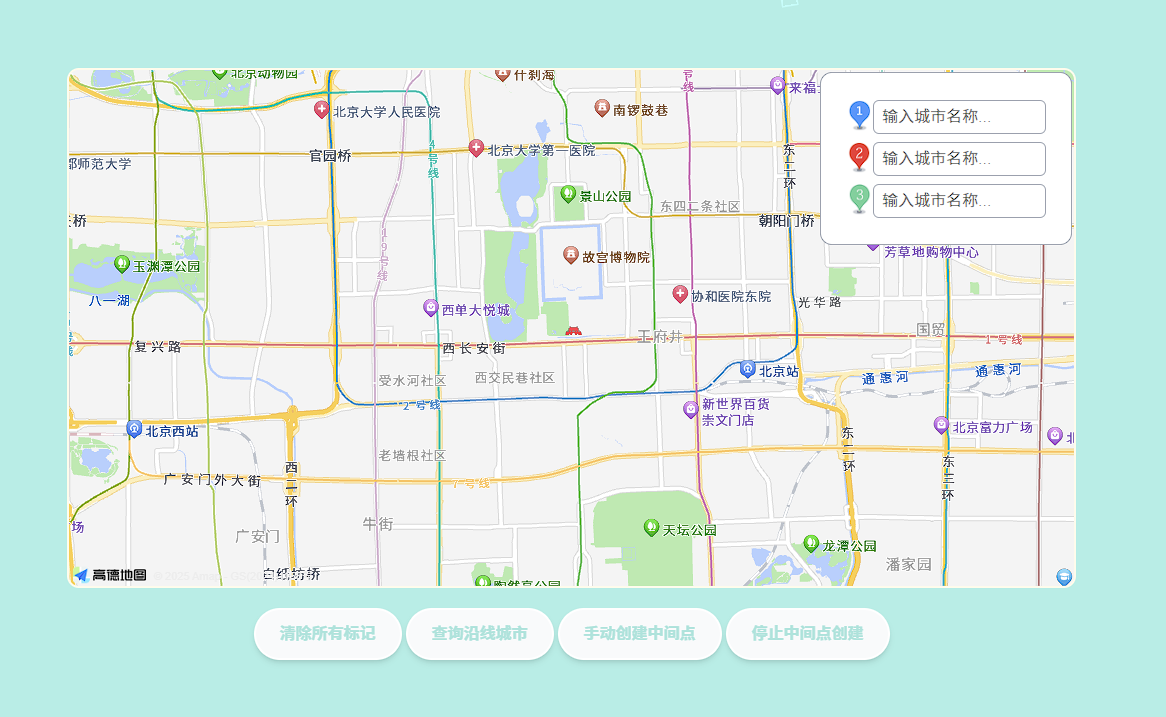 北京动物园
什刹海
号线
来福士
北京大学人民医院
南锣鼓巷
4号线
官园桥
北京大学第一医院
东二环
都师范大学
景山公园
东四二条社区
朝阳门桥
1
输入城市名称...
2
输入城市名称...
3
输入城市名称...
芳草地购物中心
玉渊潭公园
八一湖
19号线
故宫博物院
协和医院东院
光华路
西单大悦城
复兴路
西长安街
王府井
国贸
1号线
受水河社区
西交民巷社区
北京站
通惠河
通惠河
2号线
新世界百货
崇文门店
北京西站
北京富力广场
老墙根社区
东二环
广安门外大街
西二环
7号线
东三环
场
牛街
广安门
天坛公园
龙潭公园
潘家园
高德地图
白纸坊桥
陶然亭公园
清除所有标记
查询沿线城市
手动创建中间点
停止中间点创建